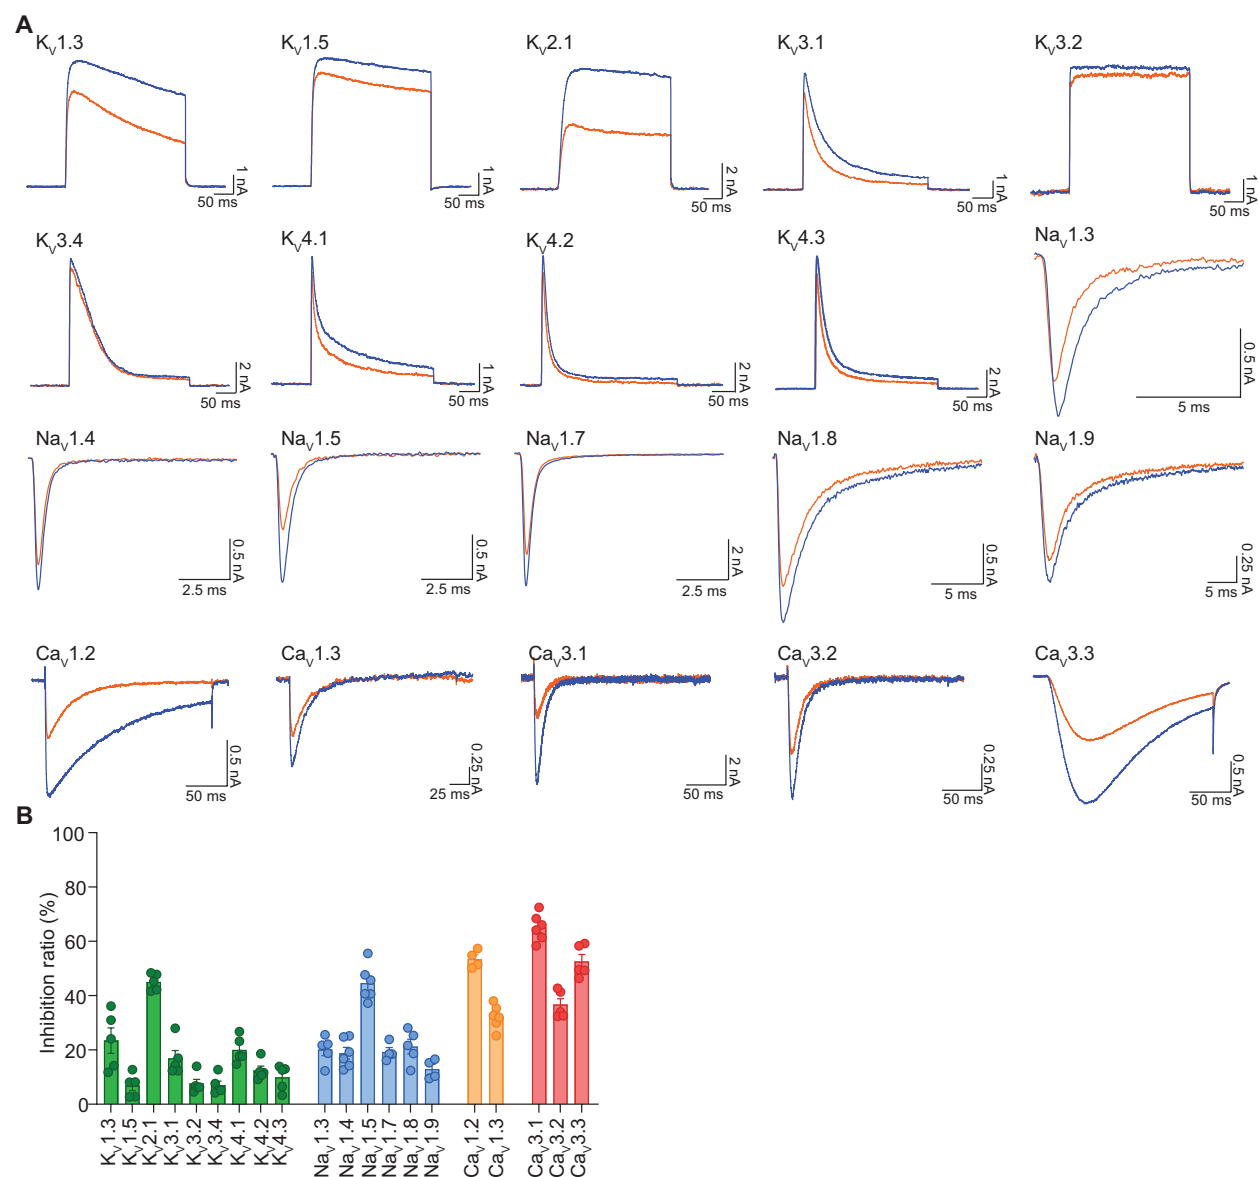 A
Kv1.3 Kv1.5 Kv2.1 Kv3.1 Kv3.2
1 nA 1 nA 2 nA 1 nA 1 nA
50 ms 50 ms 50 ms 50 ms 50 ms
Kv3.4 Kv4.1 Kv4.2 Kv4.3 Nav1.3
2 nA 1 nA 2 nA 2 nA 0.5 nA
50 ms 50 ms 50 ms 50 ms 5 ms
Nav1.4 Nav1.5 Nav1.7 Nav1.8 Nav1.9
0.5 nA 0.5 nA 2 nA 0.5 nA 0.25 nA
2.5 ms 2.5 ms 2.5 ms 5 ms 5 ms
Cav1.2 Cav1.3 Cav3.1 Cav3.2 Cav3.3
0.5 nA 0.25 nA 2 nA 0.25 nA 0.5 nA
50 ms 25 ms 50 ms 50 ms 50 ms
B
Inhibition ratio (%)
100
80
60
40
20
0
Kv1.3 Kv1.5 Kv2.1 Kv3.1 Kv3.2 Kv3.4 Kv4.1 Kv4.2 Kv4.3 Nav1.3 Nav1.4 Nav1.5 Nav1.7 Nav1.8 Nav1.9 Cav1.2 Cav1.3 Cav3.1 Cav3.2 Cav3.3